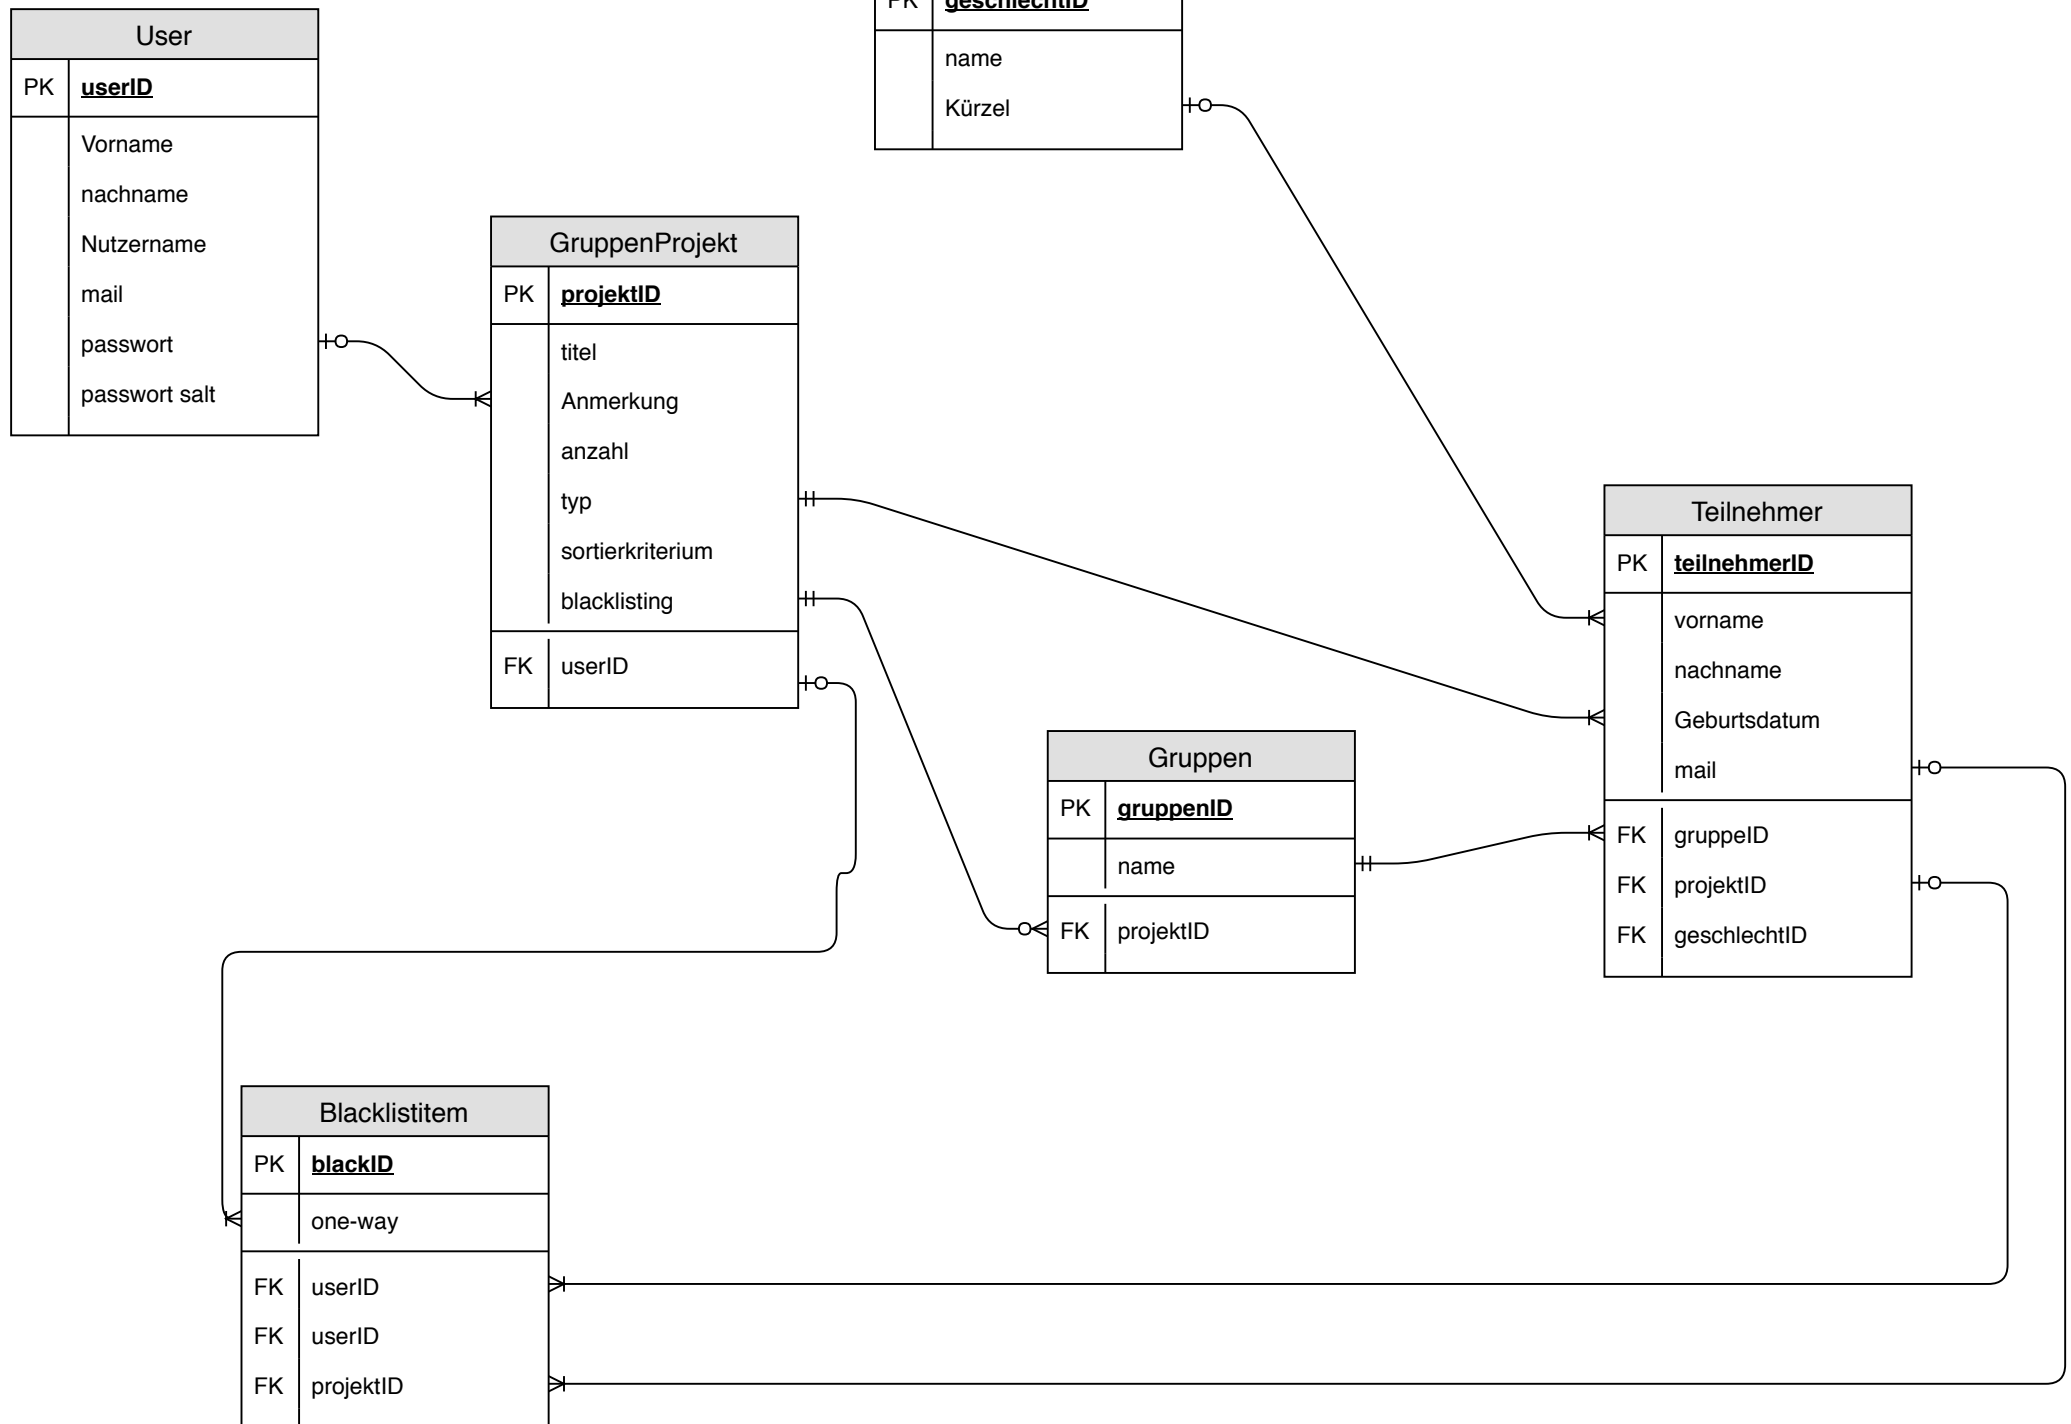 User
PK userID
Vorname
nachname
Nutzername
mail
passwort
passwort salt
PK geschlechtID
name
Kürzel
GruppenProjekt
PK projektID
titel
Anmerkung
anzahl
typ
sortierkriterium
blacklisting
FK userID
Teilnehmer
PK teilnehmerID
vorname
nachname
Geburtsdatum
mail
FK gruppeID
FK projektID
FK geschlechtID
Gruppen
PK gruppenID
name
FK projektID
Blacklistitem
PK blackID
one-way
FK userID
FK userID
FK projektID